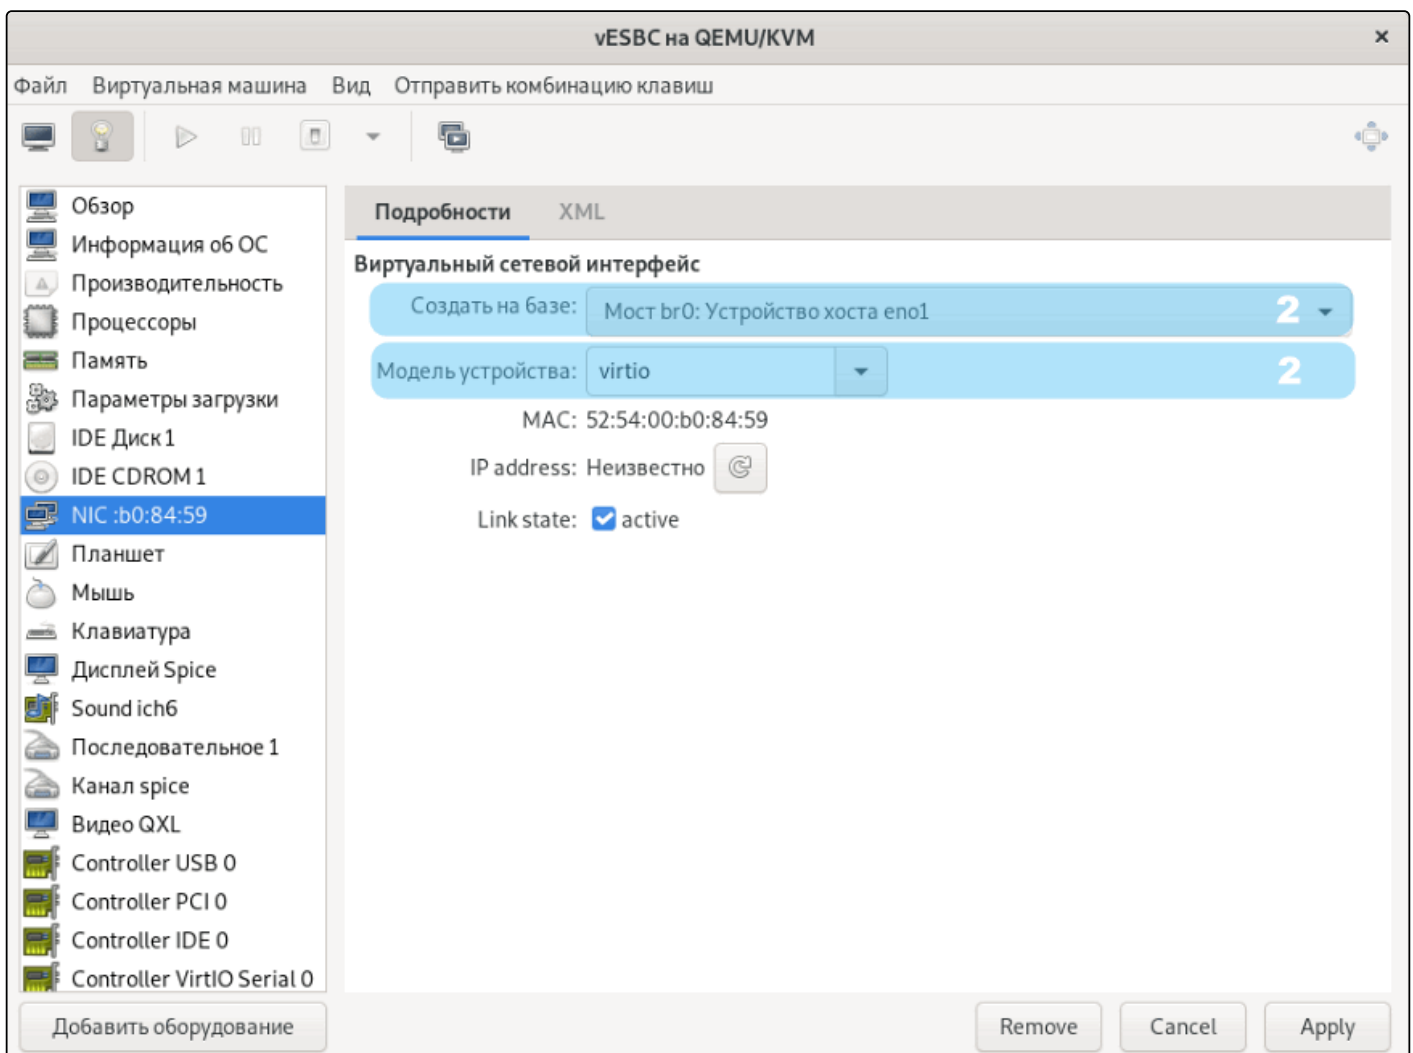 vESBC на QEMU/KVM
Файл Виртуальная машина Вид Отправить комбинацию клавиш
Обзор
Информация об ОС
Производительность
Процессоры
Память
Параметры загрузки
IDE Диск 1
IDE CDROM 1
NIC :b0:84:59
Планшет
Мышь
Клавиатура
Дисплей Spice
Sound ich6
Последовательное 1
Канал spice
Видео QXL
Controller USB 0
Controller PCI 0
Controller IDE 0
Controller VirtIO Serial 0
Добавить оборудование
Подробности XML
Виртуальный сетевой интерфейс
Создать на базе: Мост br0: Устройство хоста eno1 2
Модель устройства: virtio 2
MAC: 52:54:00:b0:84:59
IP address: Неизвестно
Link state: active
Remove Cancel Apply